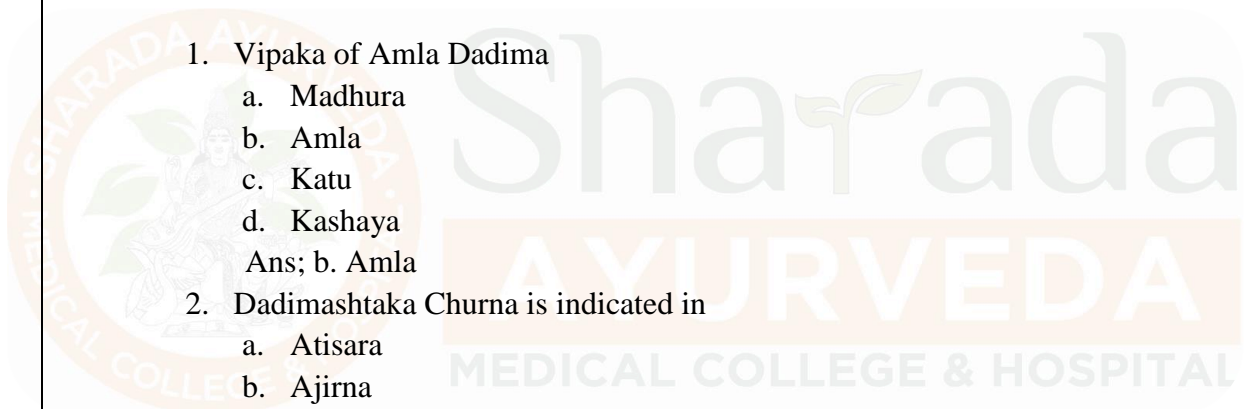 1. Vipaka of Amla Dadima
a. Madhura
b. Amla
c. Katu
d. Kashaya
Ans; b. Amla
2. Dadimashtaka Churna is indicated in
a. Atisara
b. Ajirna
Sharada
AYURVEDA
MEDICAL COLLEGE & HOSPITAL